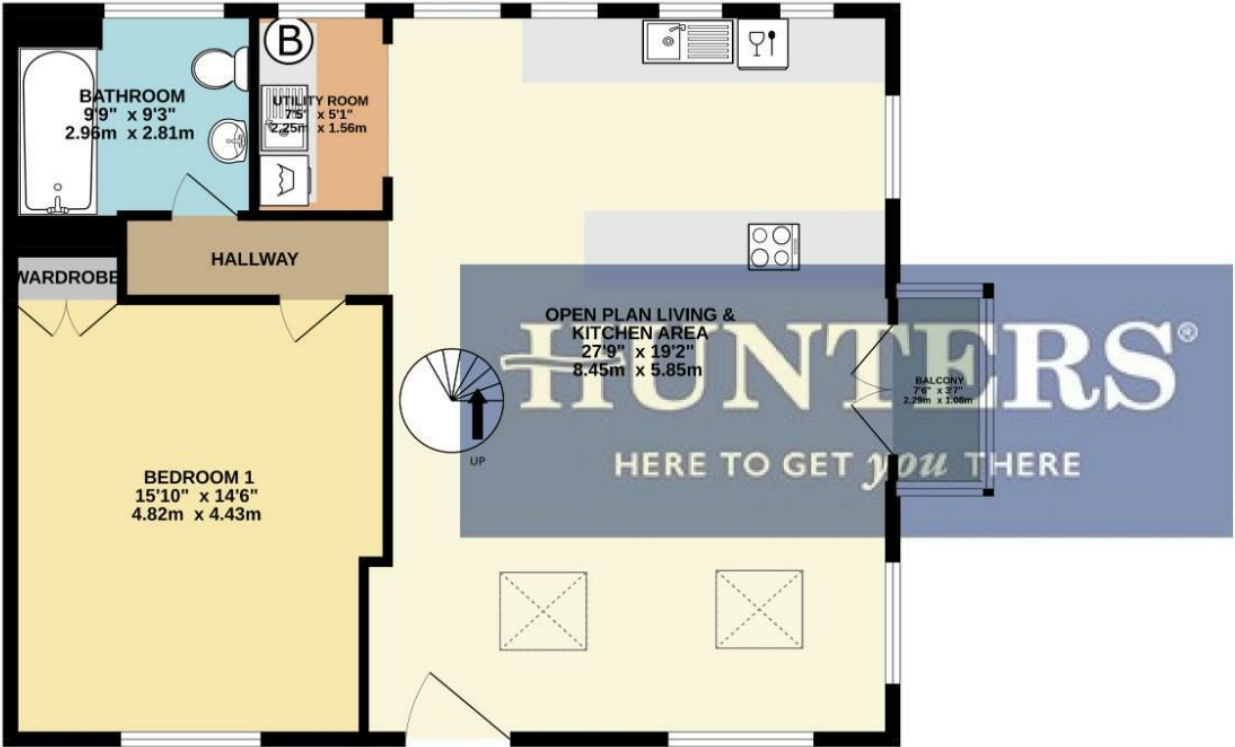 B
BATHROOM
9'9" x 9'3"
2.96m x 2.81m
UTILITY ROOM
7'5" x 5'1"
2.25m x 1.56m
HALLWAY
WARDROBE
OPEN PLAN LIVING &
KITCHEN AREA
27'9" x 19'2"
8.45m x 5.85m
HUNTERS®
HERE TO GET you THERE
BALCONY
7'6" x 3'7"
2.29m x 1.08m
UP
BEDROOM 1
15'10" x 14'6"
4.82m x 4.43m